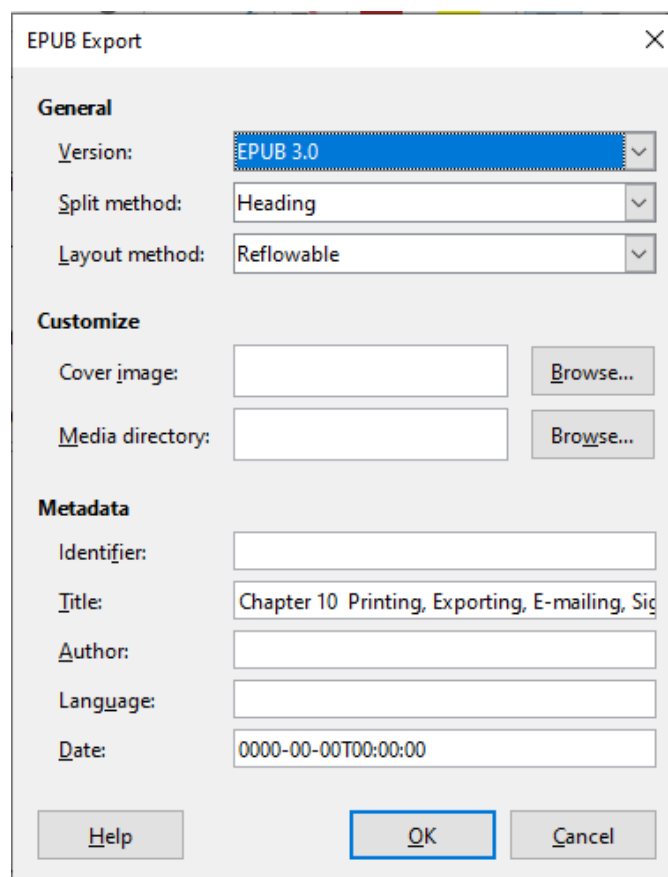 EPUB Export
General
Version: EPUB 3.0
Split method: Heading
Layout method: Reflowable
Customize
Cover image: Browse...
Media directory: Browse...
Metadata
Identifier:
Title: Chapter 10 Printing, Exporting, E-mailing, Sig
Author:
Language:
Date: 0000-00-00T00:00:00
Help OK Cancel